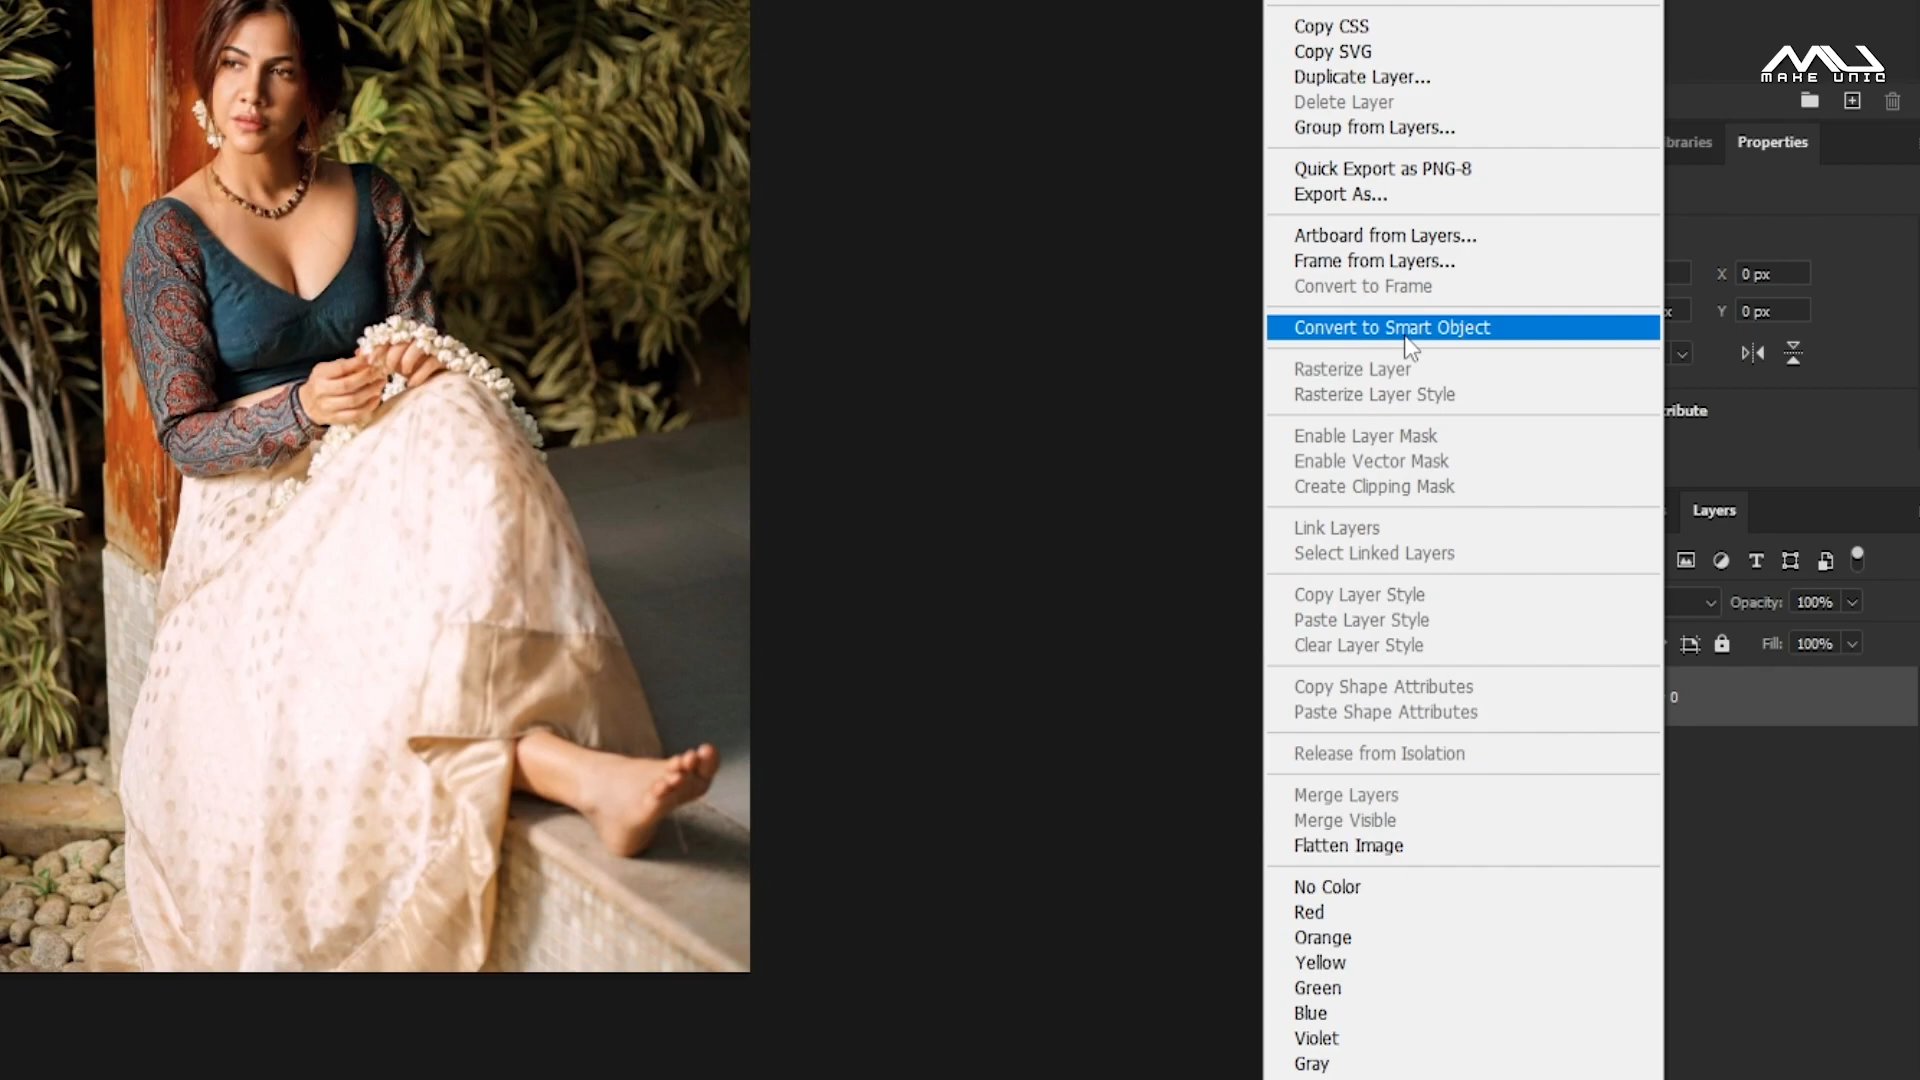 Copy CSS
Copy SVG
Duplicate Layer...
Delete Layer
Group from Layers...
Quick Export as PNG-8
Export As...
Artboard from Layers...
Frame from Layers...
Convert to Frame
Convert to Smart Object
Rasterize Layer
Rasterize Layer Style
Enable Layer Mask
Enable Vector Mask
Create Clipping Mask
Link Layers
Select Linked Layers
Copy Layer Style
Paste Layer Style
Clear Layer Style
Copy Shape Attributes
Paste Shape Attributes
Release from Isolation
Merge Layers
Merge Visible
Flatten Image
No Color
Red
Orange
Yellow
Green
Blue
Violet
Gray
MU
MAKE UNIC
braries Properties
X 0 px
x Y 0 px
ribute
Layers
Opacity: 100%
Fill: 100%
0